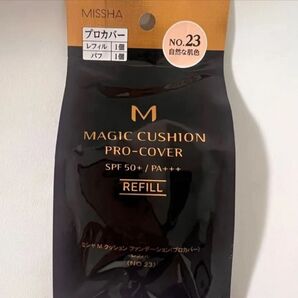 MISSHA
プロカバー
レフィル 1個
パフ 1個
NO.23
自然な肌色
M
MAGIC CUSHION
PRO-COVER
SPF 50+ / PA+++
REFILL
ミシャ M クッション ファンデーション(プロカバー)
(NO 23)